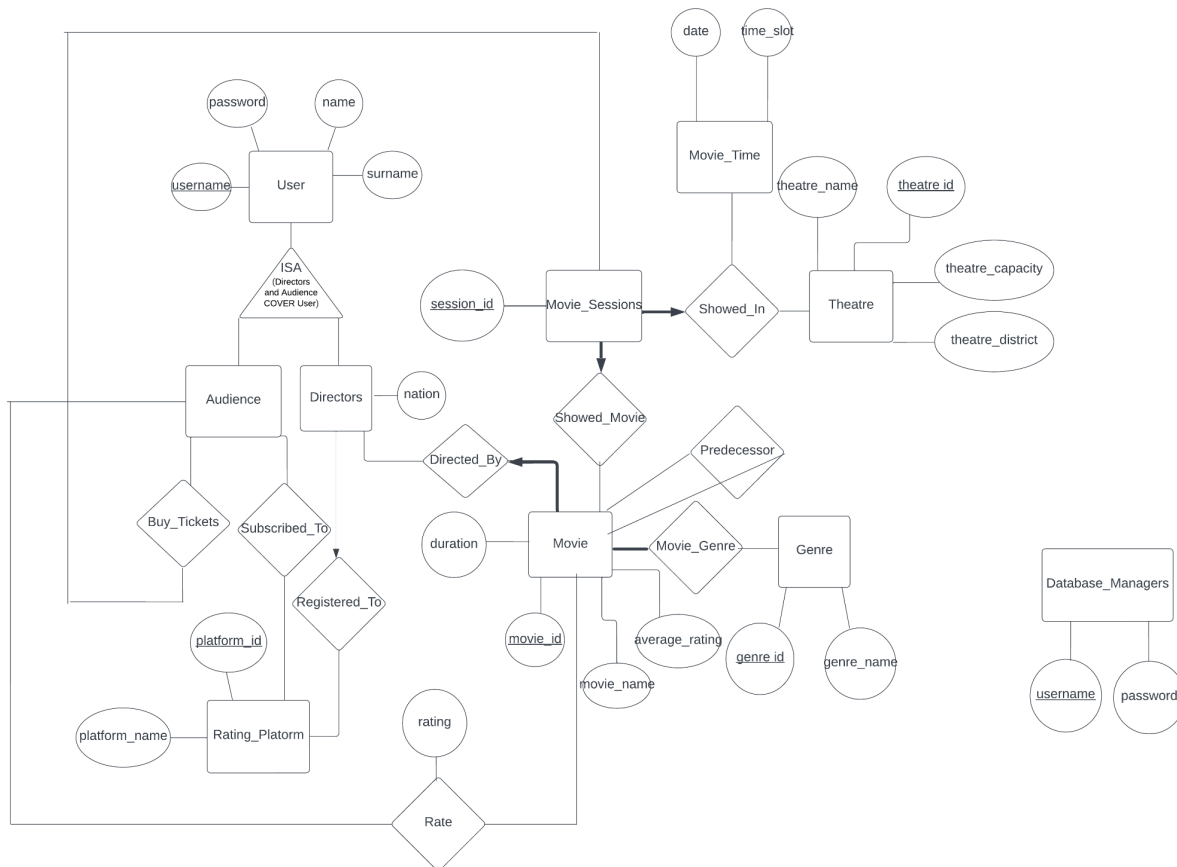 date
time_slot
password
name
Movie_Time
username
User
surname
theatre_name
theatre id
ISA
(Directors
and Audience
COVER User)
theatre_capacity
session_id
Movie_Sessions
Showed_In
Theatre
theatre_district
Audience
Directors
nation
Showed_Movie
Predecessor
Directed_By
Buy_Tickets
Subscribed_To
duration
Movie
Movie_Genre
Genre
Database_Managers
Registered_To
platform_id
movie_id
average_rating
genre id
genre_name
movie_name
username
password
platform_name
Rating_Platorm
rating
Rate